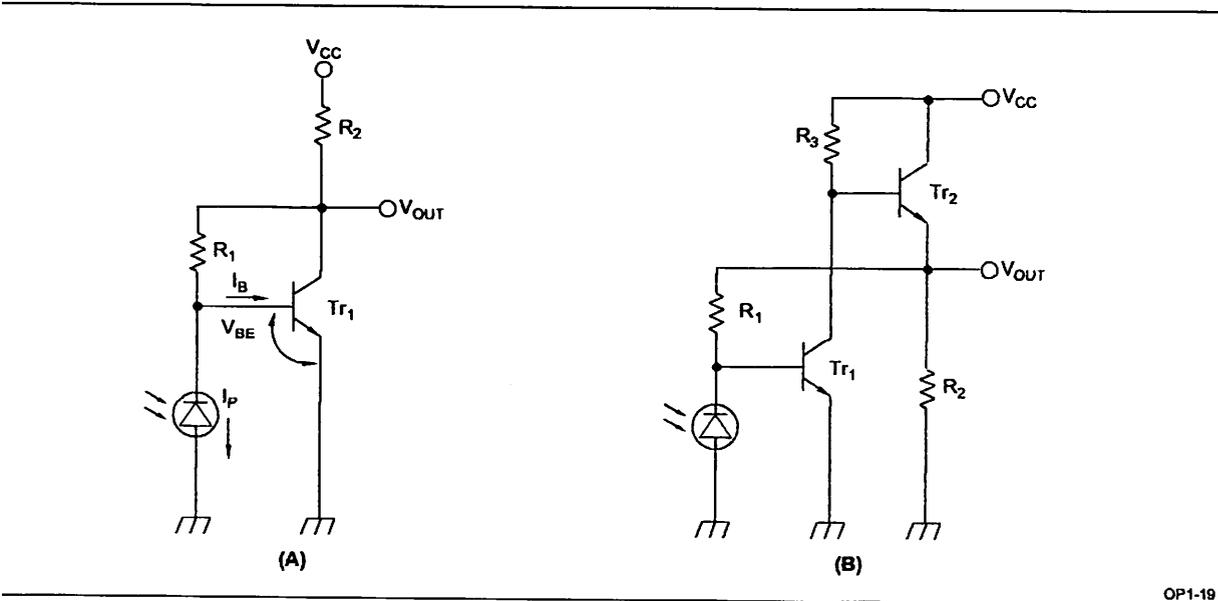 VCC
R2
VOUT
R1
IB
Tr1
VBE
IP
(A)
VCC
R3
Tr2
VOUT
R1
Tr1
R2
(B)
OP1-19